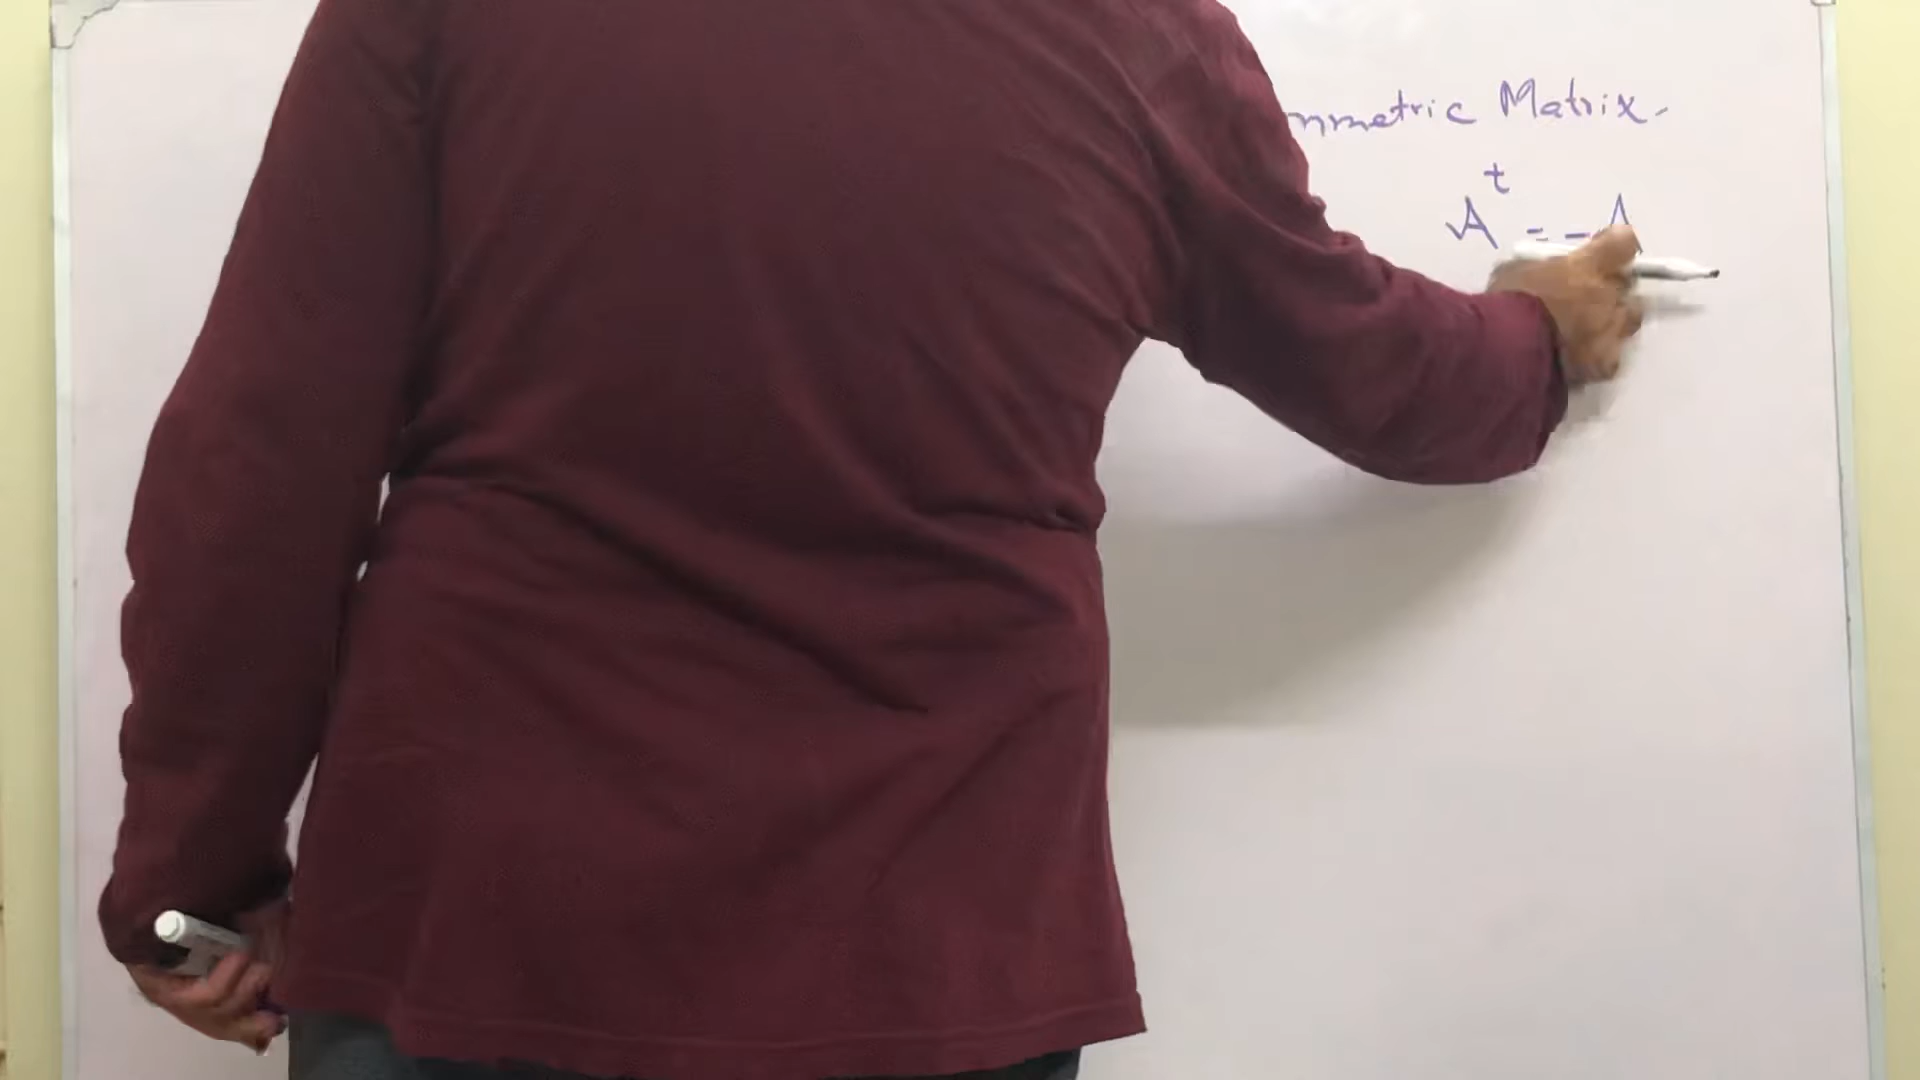 mmetric Matrix.
A^t = -A